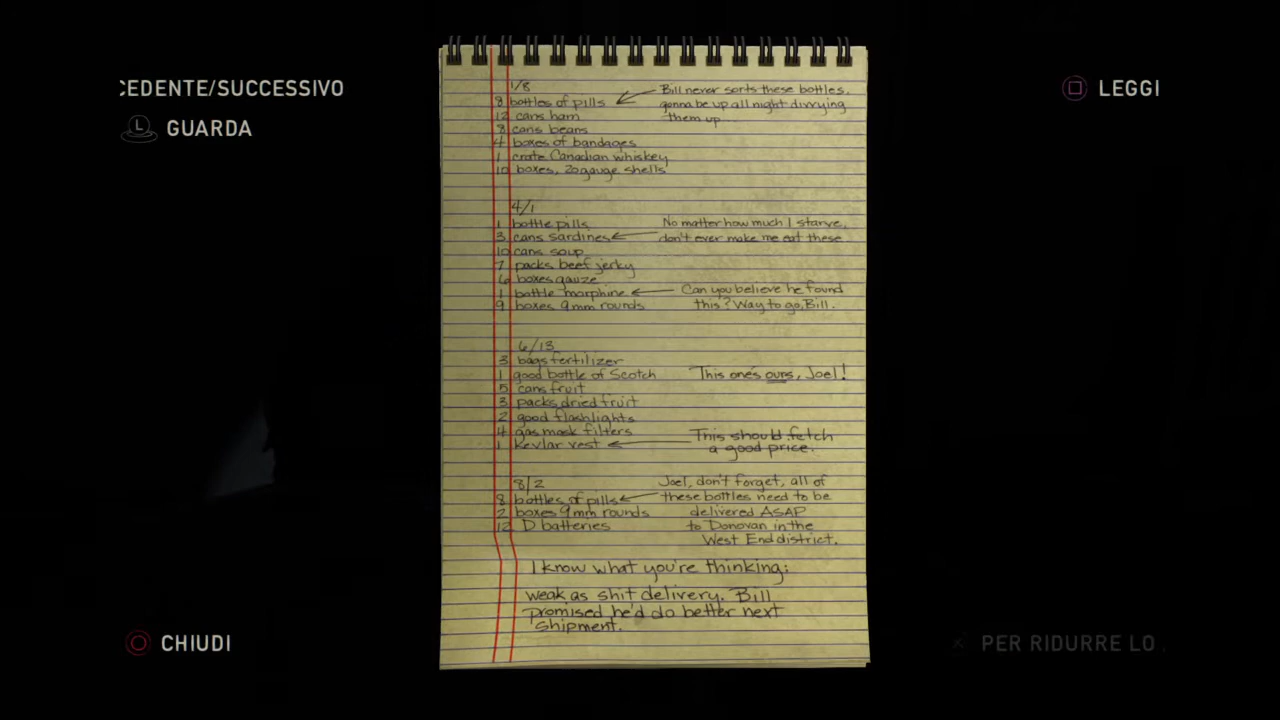 CEDENTE/SUCCESSIVO
L GUARDA
LEGGI
1/8
8 bottles of pills
12 cans ham
8 cans beans
4 boxes of bandages
1 crate Canadian whiskey
10 boxes, 20 gauge shells
Bill never sorts these bottles,
gonna be up all night divvying
them up...
4/1
1 bottle pills
3 cans sardines
10 cans soup
7 packs beef jerky
6 boxes gauze
1 bottle morphine
9 boxes 9mm rounds
No matter how much I starve,
don't ever make me eat these
Can you believe he found
this? Way to go, Bill.
6/13
3 bags fertilizer
1 good bottle of Scotch
5 cans fruit
3 packs dried fruit
2 good flashlights
4 gas mask filters
1 Kevlar vest
This one's ours, Joel!
This should fetch
a good price.
8/2
8 bottles of pills
2 boxes 9mm rounds
12 D batteries
Joel, don't forget, all of
these bottles need to be
delivered ASAP
to Donovan in the
West End district.
I know what you're thinking:
weak as shit delivery. Bill
promised he'd do better next
shipment.
CHIUDI
PER RIDURRE LO